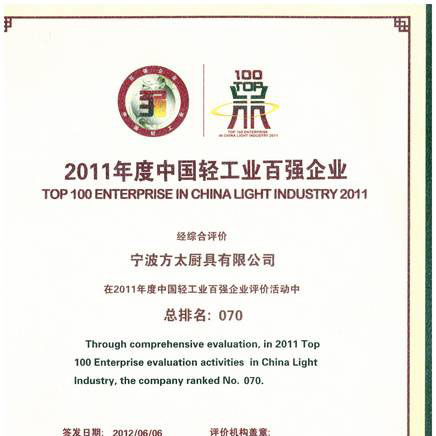 100
TOP
TOP 100 ENTERPRISE
IN CHINA LIGHT INDUSTRY 2011
2011年度中国轻工业百强企业
TOP 100 ENTERPRISE IN CHINA LIGHT INDUSTRY 2011
经综合评价
宁波方太厨具有限公司
在2011年度中国轻工业百强企业评价活动中
总排名: 070
Through comprehensive evaluation, in 2011 Top
100 Enterprise evaluation activities in China Light
Industry, the company ranked No. 070.
签发日期: 2012/06/06 评价机构盖章: